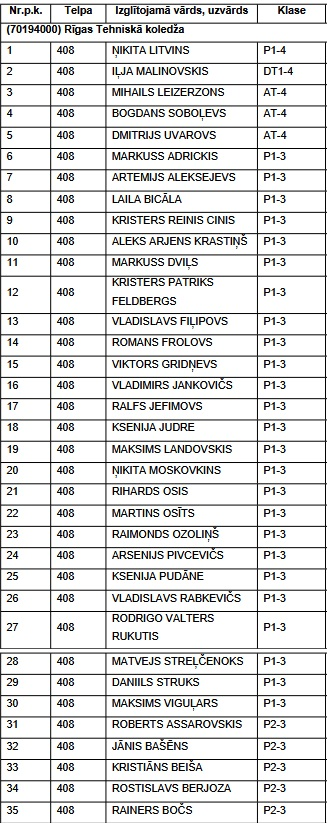 Nr.p.k. Telpa Izglītojamā vārds, uzvārds Klase
(70194000) Rīgas Tehniskā koledža
1 408 ŅIKITA LITVINS P1-4
2 408 IĻJA MALINOVSKIS DT1-4
3 408 MIHAILS LEIZERZONS AT-4
4 408 BOGDANS SOBOĻEVS AT-4
5 408 DMITRIJS UVAROVS AT-4
6 408 MARKUSS ADRICKIS P1-3
7 408 ARTEMIJS ALEKSEJEVS P1-3
8 408 LAILA BICĀLA P1-3
9 408 KRISTERS REINIS CINIS P1-3
10 408 ALEKS ARJENS KRASTIŅŠ P1-3
11 408 MARKUSS DVIĻS P1-3
12 408 KRISTERS PATRIKS FELDBERGS P1-3
13 408 VLADISLAVS FIĻIPOVS P1-3
14 408 ROMANS FROLOVS P1-3
15 408 VIKTORS GRIDŅEVS P1-3
16 408 VLADIMIRS JANKOVIČS P1-3
17 408 RALFS JEFIMOVS P1-3
18 408 KSENIJA JUDRE P1-3
19 408 MAKSIMS LANDOVSKIS P1-3
20 408 ŅIKITA MOSKOVKINS P1-3
21 408 RIHARDS OSIS P1-3
22 408 MARTINS OSĪTS P1-3
23 408 RAIMONDS OZOLIŅŠ P1-3
24 408 ARSENIJS PIVCEVIČS P1-3
25 408 KSENIJA PUDĀNE P1-3
26 408 VLADISLAVS RABKEVIČS P1-3
27 408 RODRIGO VALTERS RUKUTIS P1-3
28 408 MATVEJS STREĻČENOKS P1-3
29 408 DANIILS STRUKS P1-3
30 408 MAKSIMS VIGUĻARS P1-3
31 408 ROBERTS ASSAROVSKIS P2-3
32 408 JĀNIS BAŠĒNS P2-3
33 408 KRISTIĀNS BEIŠA P2-3
34 408 ROSTISLAVS BERJOZA P2-3
35 408 RAINERS BOČS P2-3